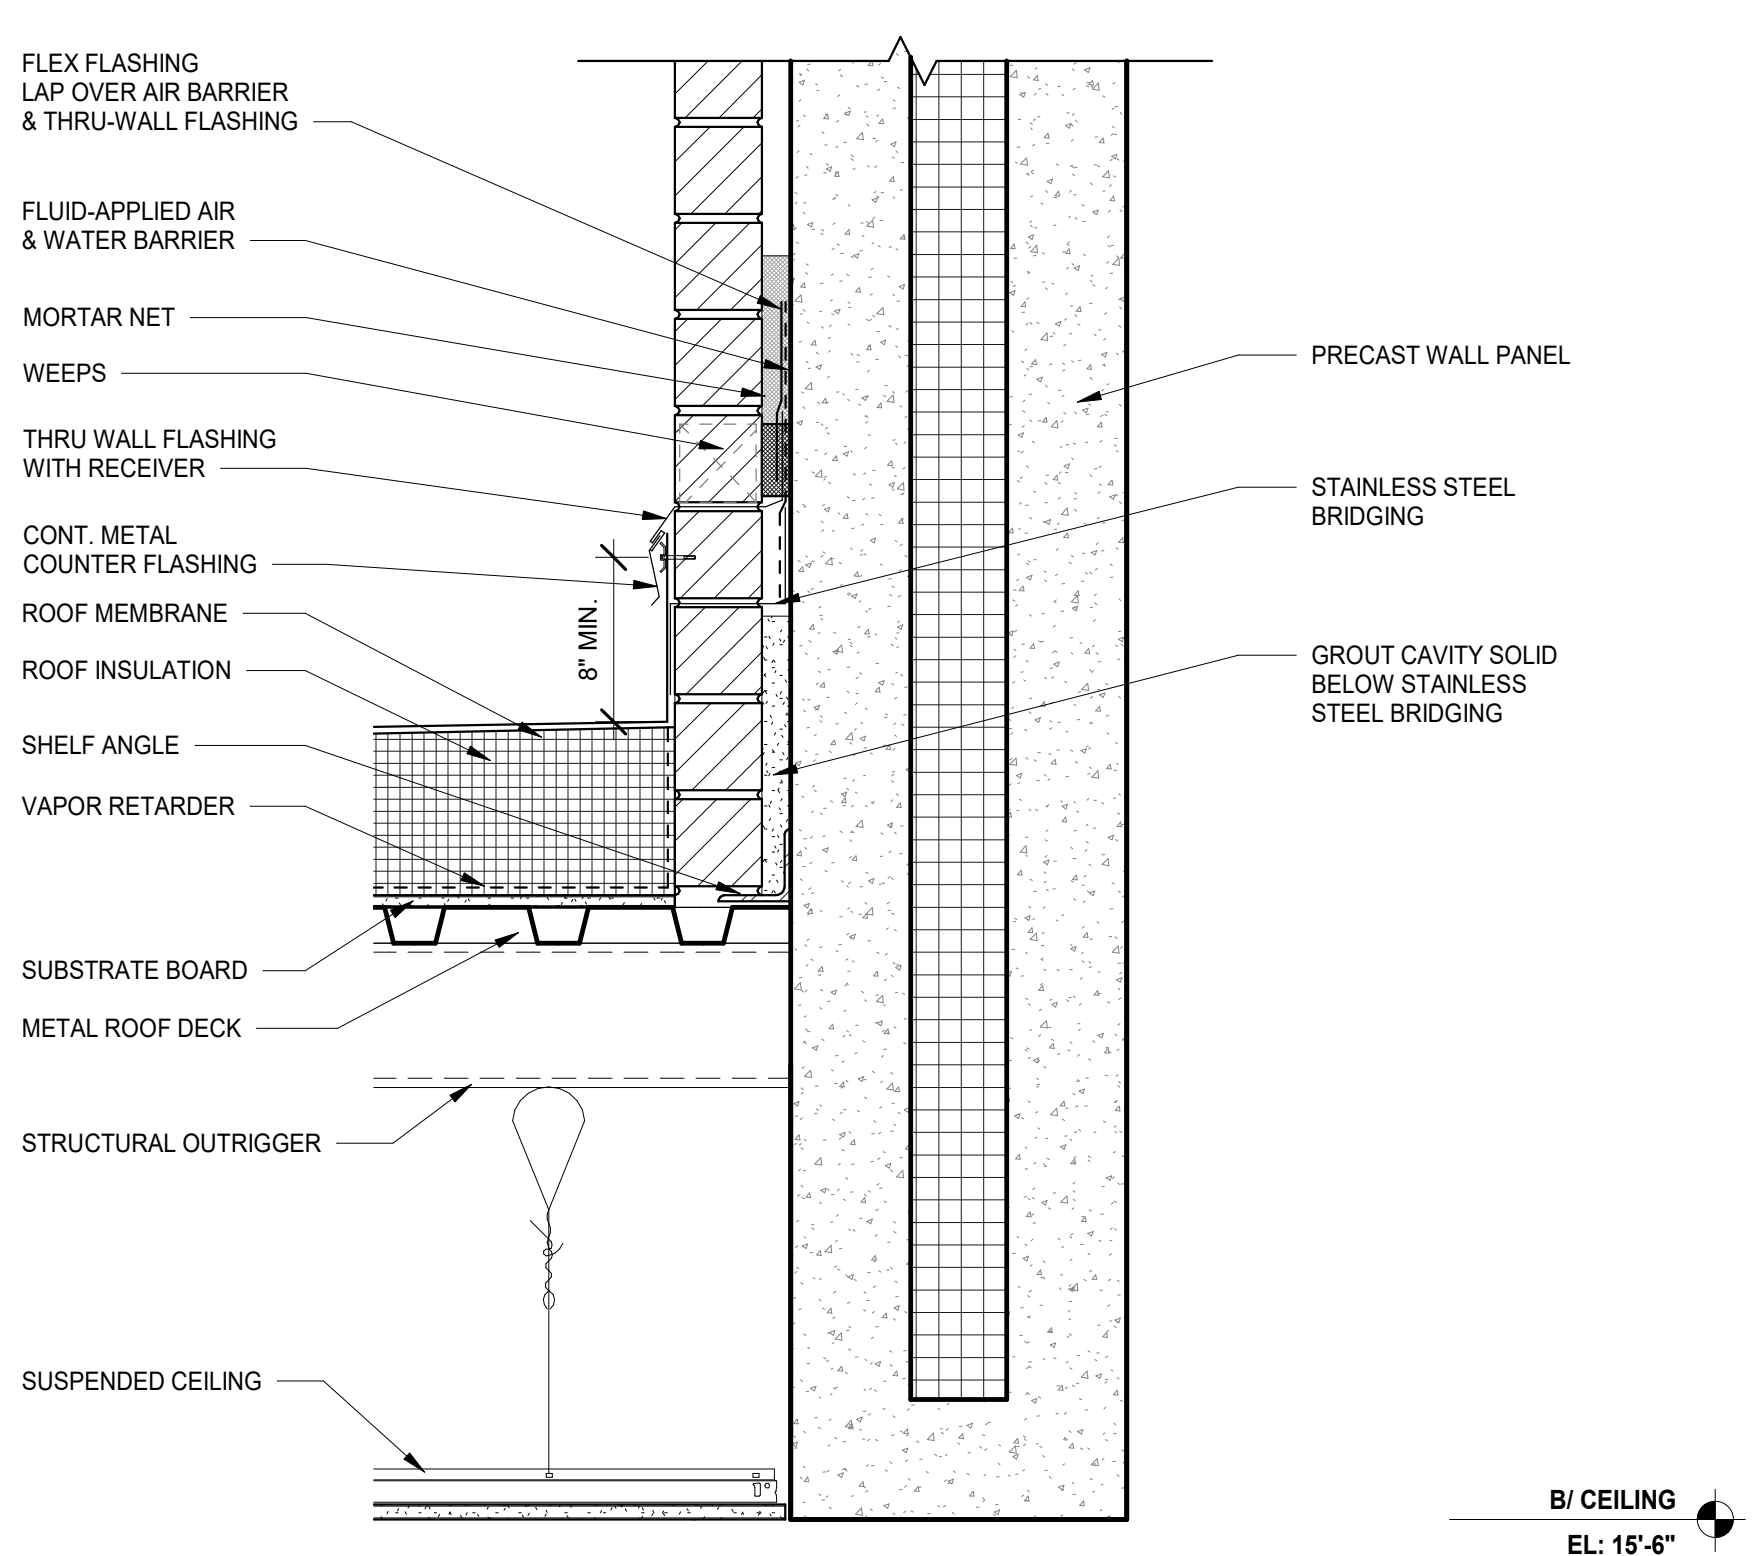 FLEX FLASHING
LAP OVER AIR BARRIER
& THRU-WALL FLASHING
FLUID-APPLIED AIR
& WATER BARRIER
MORTAR NET
WEEPS
THRU WALL FLASHING
WITH RECEIVER
CONT. METAL
COUNTER FLASHING
ROOF MEMBRANE
ROOF INSULATION
SHELF ANGLE
VAPOR RETARDER
SUBSTRATE BOARD
METAL ROOF DECK
STRUCTURAL OUTRIGGER
SUSPENDED CEILING
8" MIN.
PRECAST WALL PANEL
STAINLESS STEEL
BRIDGING
GROUT CAVITY SOLID
BELOW STAINLESS
STEEL BRIDGING
B/ CEILING
EL: 15'-6"